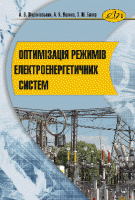 ОПТИМІЗАЦІЯ РЕЖИМІВ
ЕЛЕКТРОЕНЕРГЕТИЧНИХ
СИСТЕМ